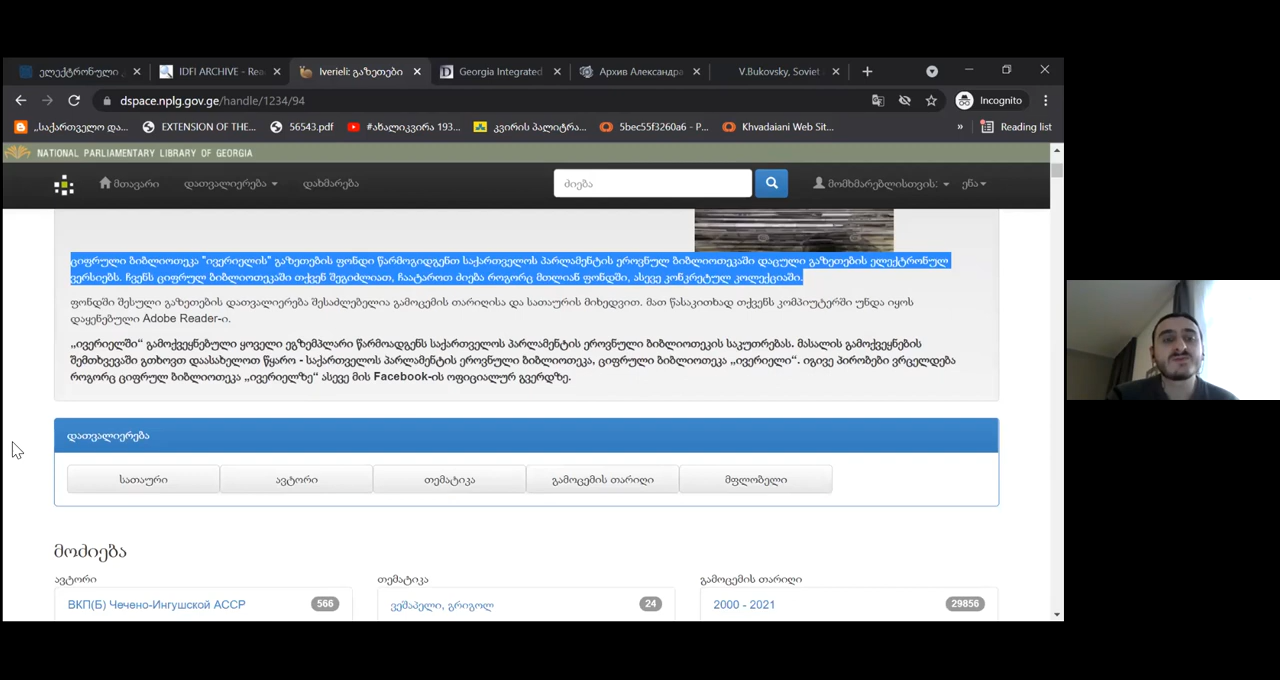 ელექტრონული
IDFI ARCHIVE - Rea
Iverieli: გაზეთები
Georgia Integrated
Архив Александра
V.Bukovsky, Soviet
dspace.nplg.gov.ge/handle/1234/94
Incognito
„საქართველო და...
EXTENSION OF THE...
56543.pdf
#ახალიკვირა 193...
კვირის პალიტრა...
5bec55f3260a6 - P...
Khvadaiani Web Sit...
»
Reading list
NATIONAL PARLIAMENTARY LIBRARY OF GEORGIA
მთავარი
დათვალიერება
დახმარება
ძიება
მომხმარებლისთვის:
ენა
ციფრული ბიბლიოთეკა "ივერიელის" გაზეთების ფონდი წარმოგიდგენთ საქართველოს პარლამენტის ეროვნულ ბიბლიოთეკაში დაცული გაზეთების ელექტრონულ
ვერსიებს. ჩვენს ციფრულ ბიბლიოთეკაში თქვენ შეგიძლიათ, ჩაატაროთ ძიება როგორც მთლიან ფონდში, ასევე კონკრეტულ კოლექციაში.
ფონდში შესული გაზეთების დათვალიერება შესაძლებელია გამოცემის თარიღისა და სათაურის მიხედვით. მათ წასაკითხად თქვენს კომპიუტერში უნდა იყოს
დაყენებული Adobe Reader-ი.
„ივერიელში“ გამოქვეყნებული ყოველი ეგზემპლარი წარმოადგენს საქართველოს პარლამენტის ეროვნული ბიბლიოთეკის საკუთრებას. მასალის გამოქვეყნების
შემთხვევაში გთხოვთ დაასახელოთ წყარო - საქართველოს პარლამენტის ეროვნული ბიბლიოთეკა, ციფრული ბიბლიოთეკა „ივერიელი“. იგივე პირობები ვრცელდება
როგორც ციფრულ ბიბლიოთეკა „ივერიელზე“ ასევე მის Facebook-ის ოფიციალურ გვერდზე.
დათვალიერება
სათაური
ავტორი
თემატიკა
გამოცემის თარიღი
მფლობელი
მოძიება
ავტორი
თემატიკა
გამოცემის თარიღი
ВКП(Б) Чечено-Ингушской АССР
566
ვეშაპელი, გრიგოლ
24
2000 - 2021
29856